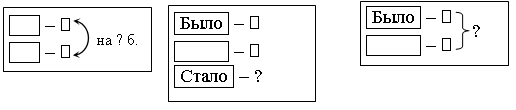 – □
– □
на ? б.
Было – □
– □
Стало – ?
Было – □
– □
?